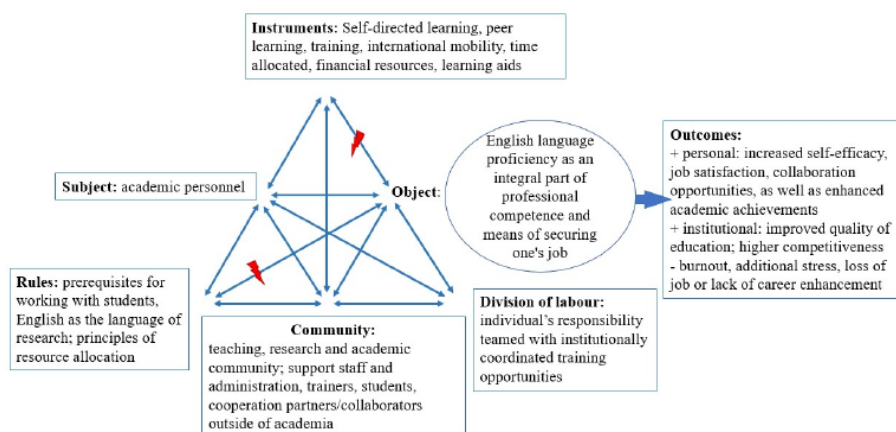 Instruments: Self-directed learning, peer
learning, training, international mobility, time
allocated, financial resources, learning aids
Subject: academic personnel
Object:
English language
proficiency as an
integral part of
professional
competence and
means of securing
one's job
Outcomes:
+ personal: increased self-efficacy,
job satisfaction, collaboration
opportunities, as well as enhanced
academic achievements
+ institutional: improved quality of
education; higher competitiveness
- burnout, additional stress, loss of
job or lack of career enhancement
Rules: prerequisites for
working with students,
English as the language of
research; principles of
resource allocation
Community:
teaching, research and academic
community; support staff and
administration, trainers, students,
cooperation partners/collaborators
outside of academia
Division of labour:
individual’s responsibility
teamed with institutionally
coordinated training
opportunities